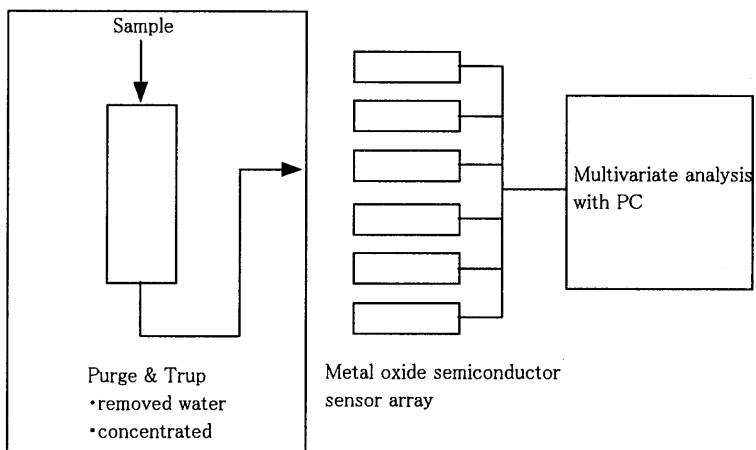 Sample
Purge & Trup
・removed water
・concentrated
Metal oxide semiconductor
sensor array
Multivariate analysis
with PC